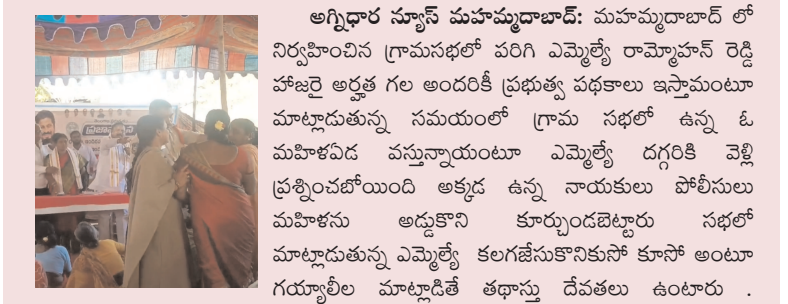 అగ్నిధార న్యూస్ మహమ్మదాబాద్: మహమ్మదాబాద్ లో
నిర్వహించిన గ్రామసభలో పరిగి ఎమ్మెల్యే రామ్మోహన్ రెడ్డి
హాజరై అర్హత గల అందరికీ ప్రభుత్వ పథకాలు ఇస్తామంటూ
మాట్లాడుతున్న సమయంలో గ్రామ సభలో ఉన్న ఓ
మహిళఏడ వస్తున్నాయంటూ ఎమ్మెల్యే దగ్గరికి వెళ్లి
ప్రశ్నించబోయింది అక్కడ ఉన్న నాయకులు పోలీసులు
మహిళను అడ్డుకొని కూర్చుండబెట్టారు సభలో
మాట్లాడుతున్న ఎమ్మెల్యే కలగజేసుకొనికుసో కూసో అంటూ
గయ్యాలీల మాట్లాడితే తథాస్తు దేవతలు ఉంటారు .